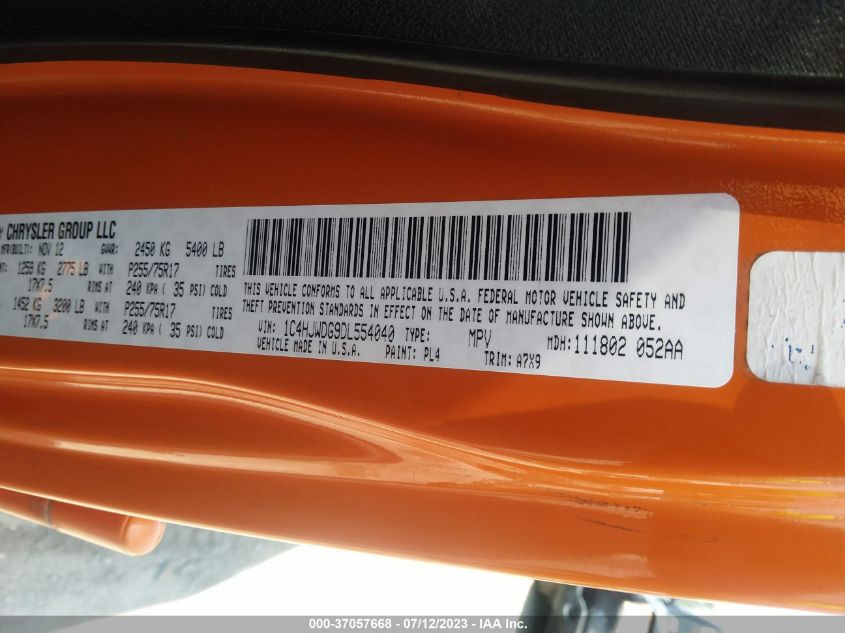 CHRYSLER GROUP LLC
MFR(BUILT): NOV 12 GVWR: 2450 KG 5400 LB
1259 KG 2775 LB WITH P255/75R17 TIRES
17X7.5 RIMS AT 240 KPA ( 35 PSI) COLD
1452 KG 3200 LB WITH P255/75R17 TIRES
17X7.5 RIMS AT 240 KPA ( 35 PSI) COLD
THIS VEHICLE CONFORMS TO ALL APPLICABLE U.S.A. FEDERAL MOTOR VEHICLE SAFETY AND
THEFT PREVENTION STANDARDS IN EFFECT ON THE DATE OF MANUFACTURE SHOWN ABOVE.
VIN: 1C4HJWDG9DL554040 TYPE: MPV MDH: 111802 052AA
VEHICLE MADE IN U.S.A. PAINT: PL4 TRIM: A7X9
000-37057668 - 07/12/2023 - IAA Inc.